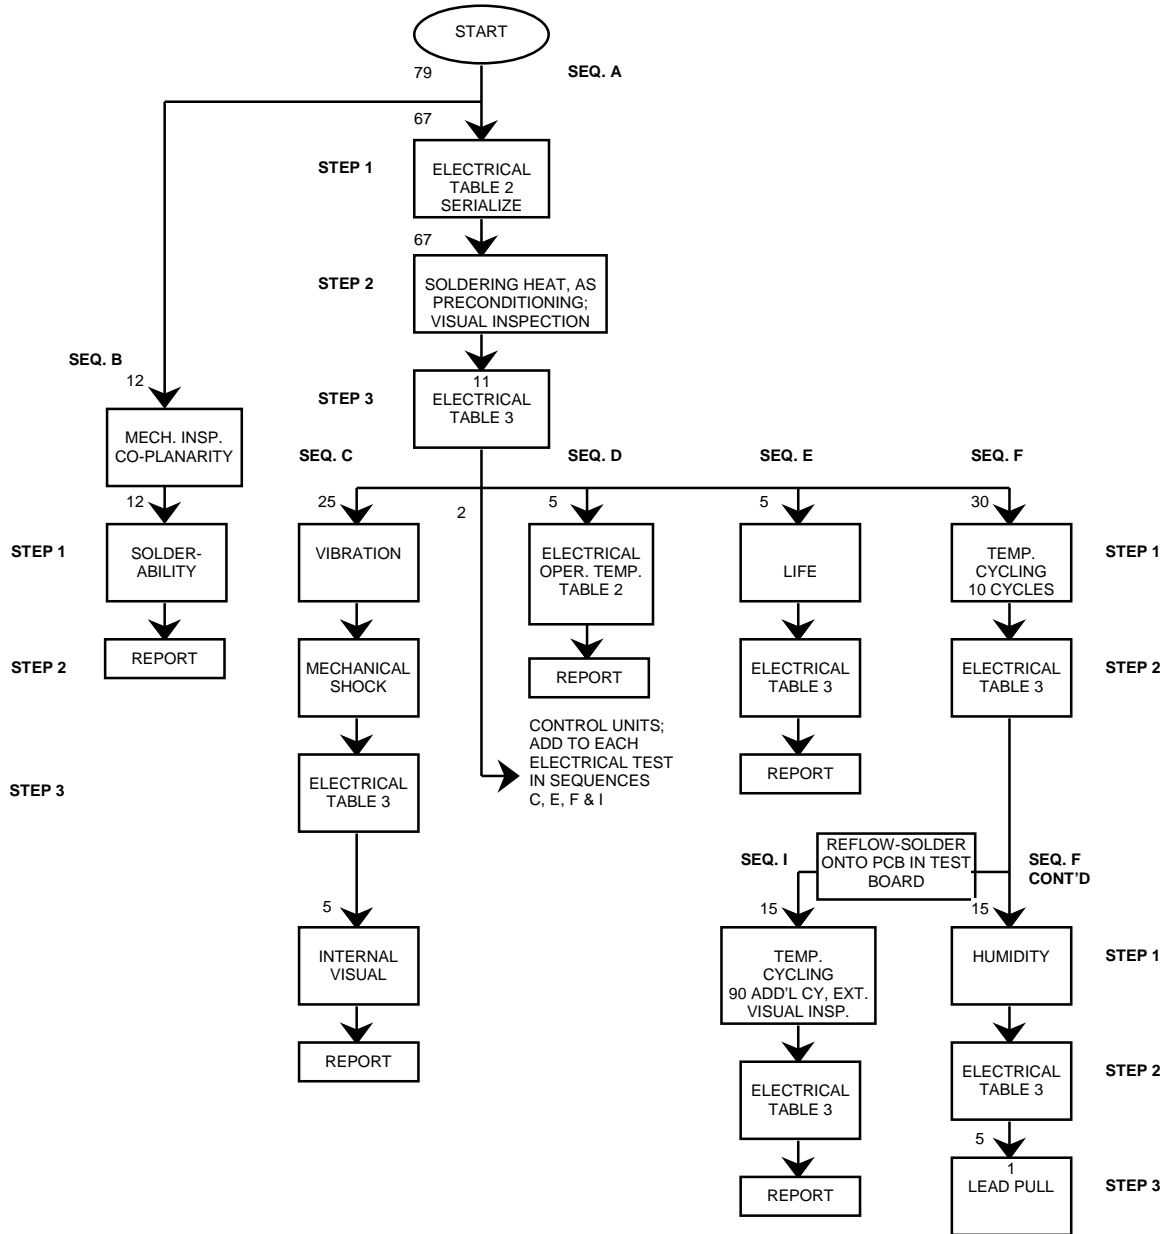 START
79
SEQ. A
67
STEP 1
ELECTRICAL
TABLE 2
SERIALIZE
67
STEP 2
SOLDERING HEAT, AS
PRECONDITIONING;
VISUAL INSPECTION
SEQ. B
12
STEP 3
11
ELECTRICAL
TABLE 3
MECH. INSP.
CO-PLANARITY
SEQ. C
SEQ. D
SEQ. E
SEQ. F
12
25
2
5
5
30
STEP 1
SOLDER-
ABILITY
VIBRATION
ELECTRICAL
OPER. TEMP.
TABLE 2
LIFE
TEMP.
CYCLING
10 CYCLES
STEP 1
REPORT
STEP 2
MECHANICAL
SHOCK
REPORT
ELECTRICAL
TABLE 3
ELECTRICAL
TABLE 3
STEP 2
CONTROL UNITS;
ADD TO EACH
ELECTRICAL TEST
IN SEQUENCES
C, E, F & I
STEP 3
ELECTRICAL
TABLE 3
REPORT
SEQ. I
REFLOW-SOLDER
ONTO PCB IN TEST
BOARD
SEQ. F
CONT'D
5
15
15
INTERNAL
VISUAL
TEMP.
CYCLING
90 ADD'L CY, EXT.
VISUAL INSP.
HUMIDITY
STEP 1
REPORT
ELECTRICAL
TABLE 3
ELECTRICAL
TABLE 3
STEP 2
5
REPORT
1
LEAD PULL
STEP 3